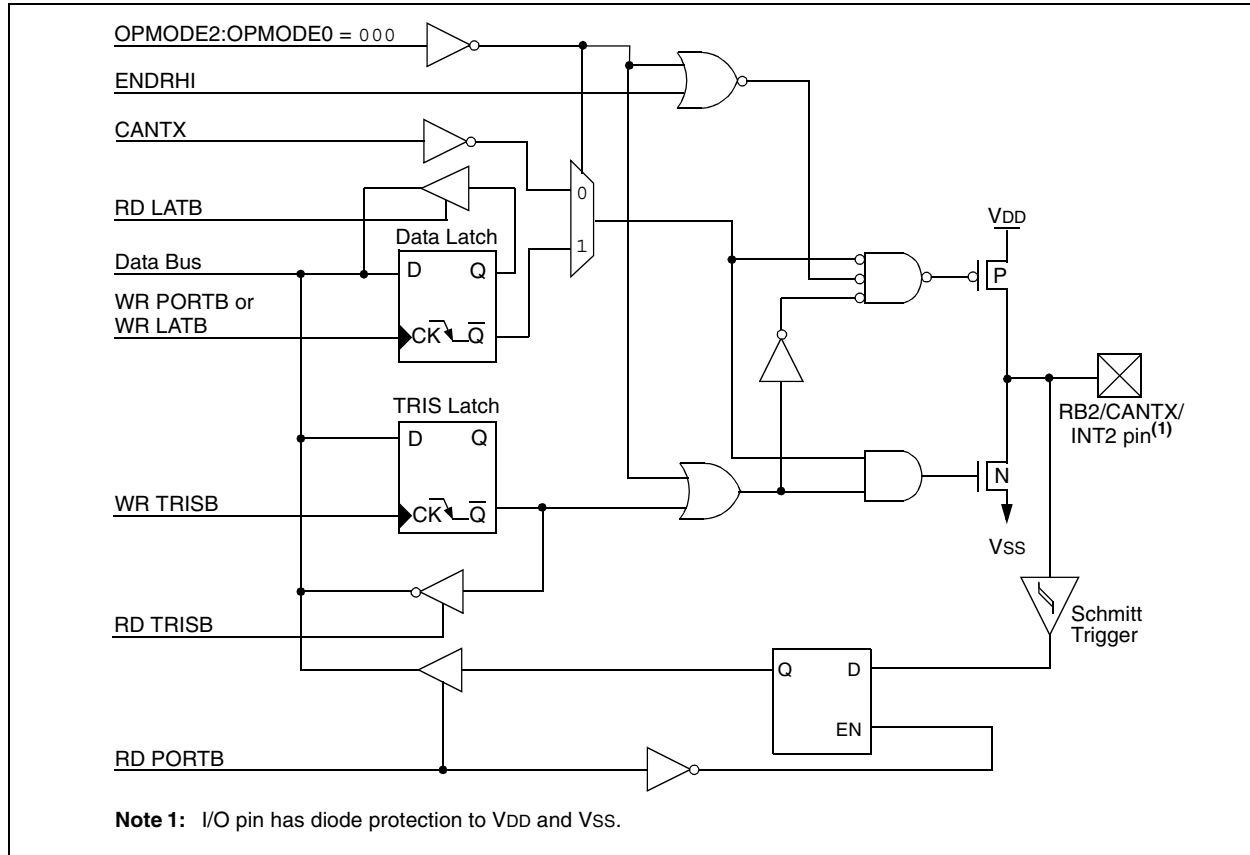 OPMODE2:OPMODE0 = 000
ENDRHI
CANTX
0
RD LATB
VDD
Data Latch
1
Data Bus
D Q
P
WR PORTB or
WR LATB
CK Q
TRIS Latch
D Q
RB2/CANTX/
INT2 pin(1)
N
WR TRISB
CK Q
VSS
RD TRISB
Schmitt
Trigger
Q D
EN
RD PORTB
Note 1: I/O pin has diode protection to VDD and VSS.